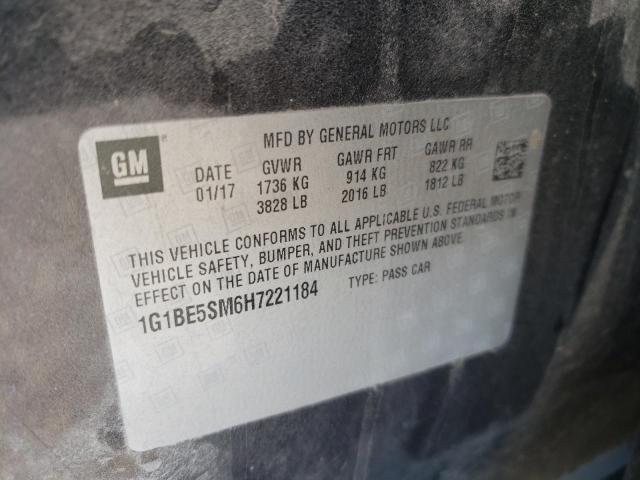 MFD BY GENERAL MOTORS LLC
GM
DATE GVWR GAWR FRT GAWR RR
01/17 1736 KG 914 KG 822 KG
3828 LB 2016 LB 1812 LB
THIS VEHICLE CONFORMS TO ALL APPLICABLE U.S. FEDERAL MOTOR
VEHICLE SAFETY, BUMPER, AND THEFT PREVENTION STANDARDS IN
EFFECT ON THE DATE OF MANUFACTURE SHOWN ABOVE.
1G1BE5SM6H7221184 TYPE: PASS CAR